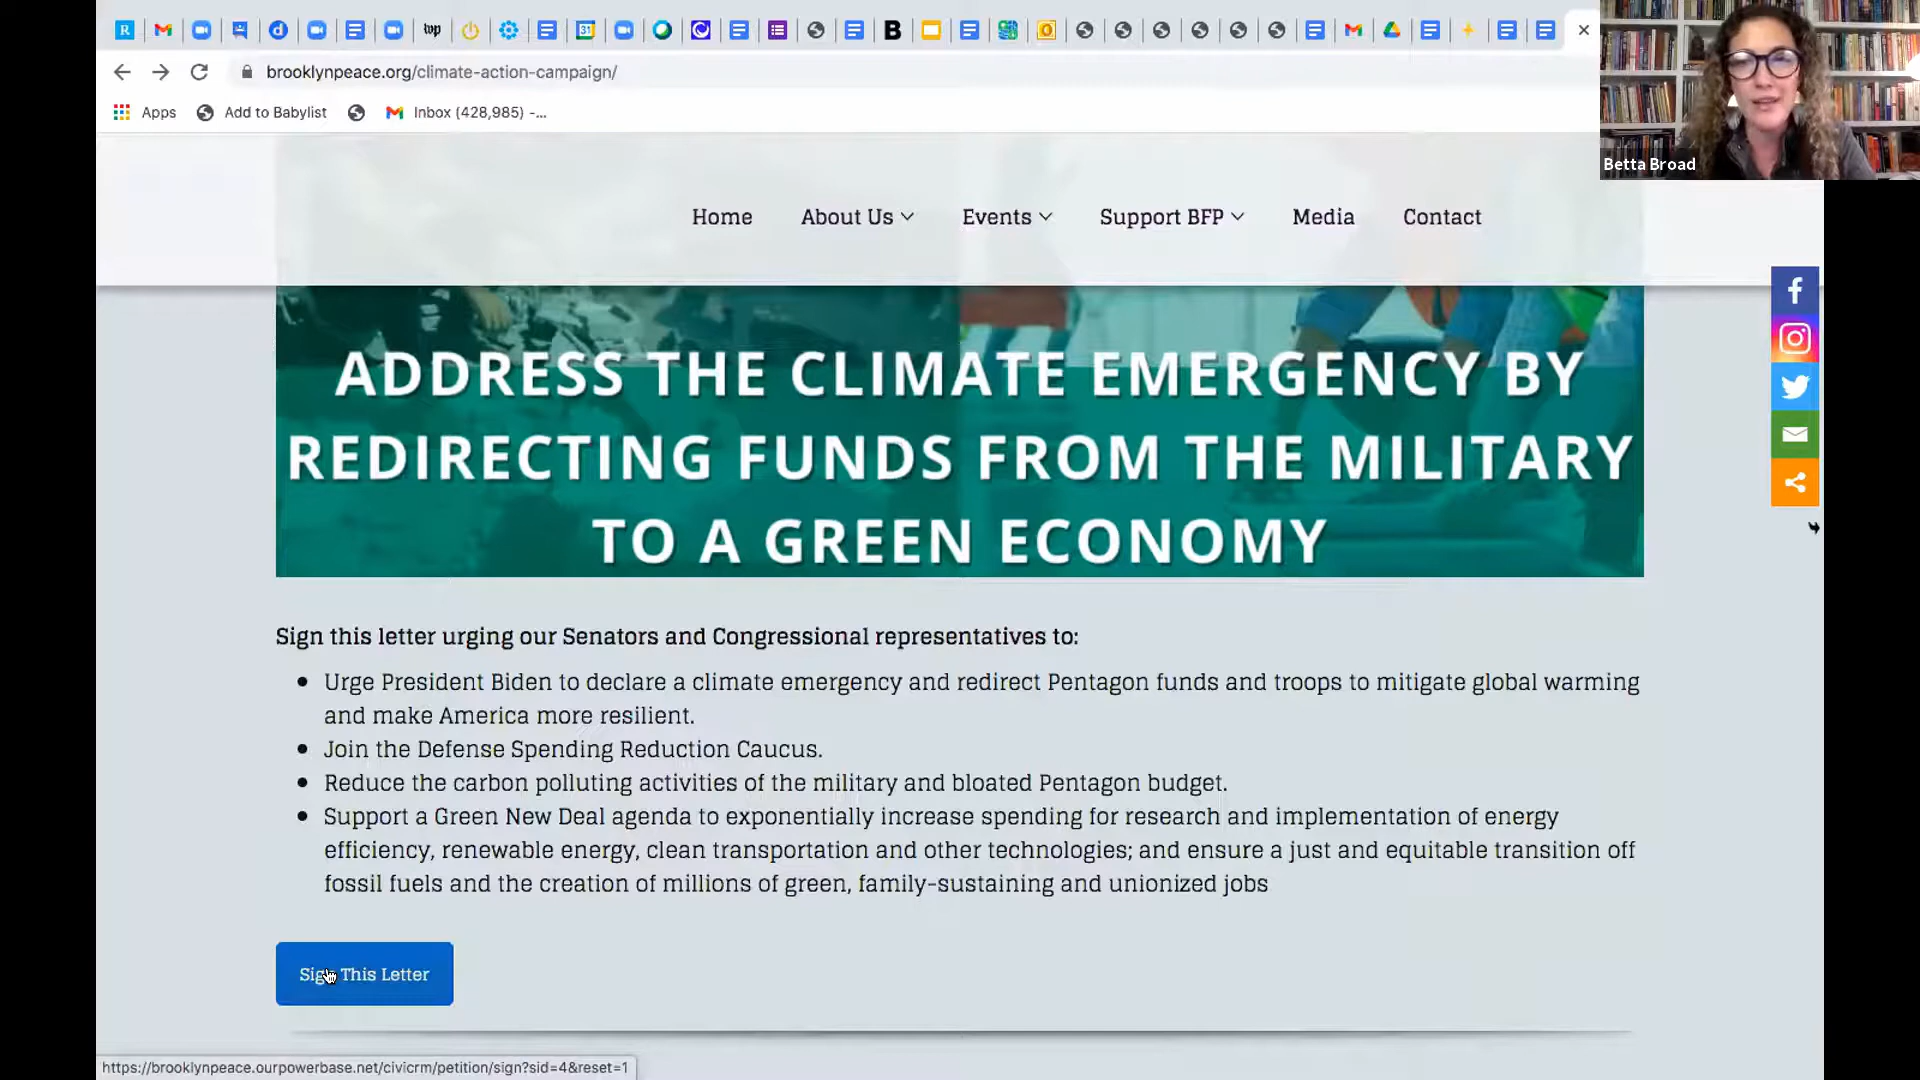 wp
31
B
brooklynpeace.org/climate-action-campaign/
Apps
Add to Babylist
Inbox (428,985) -...
Betta Broad
Home
About Us
Events
Support BFP
Media
Contact
ADDRESS THE CLIMATE EMERGENCY BY
REDIRECTING FUNDS FROM THE MILITARY
TO A GREEN ECONOMY
Sign this letter urging our Senators and Congressional representatives to:
Urge President Biden to declare a climate emergency and redirect Pentagon funds and troops to mitigate global warming
and make America more resilient.
Join the Defense Spending Reduction Caucus.
Reduce the carbon polluting activities of the military and bloated Pentagon budget.
Support a Green New Deal agenda to exponentially increase spending for research and implementation of energy
efficiency, renewable energy, clean transportation and other technologies; and ensure a just and equitable transition off
fossil fuels and the creation of millions of green, family-sustaining and unionized jobs
Sign This Letter
https://brooklynpeace.ourpowerbase.net/civicrm/petition/sign?sid=4&reset=1